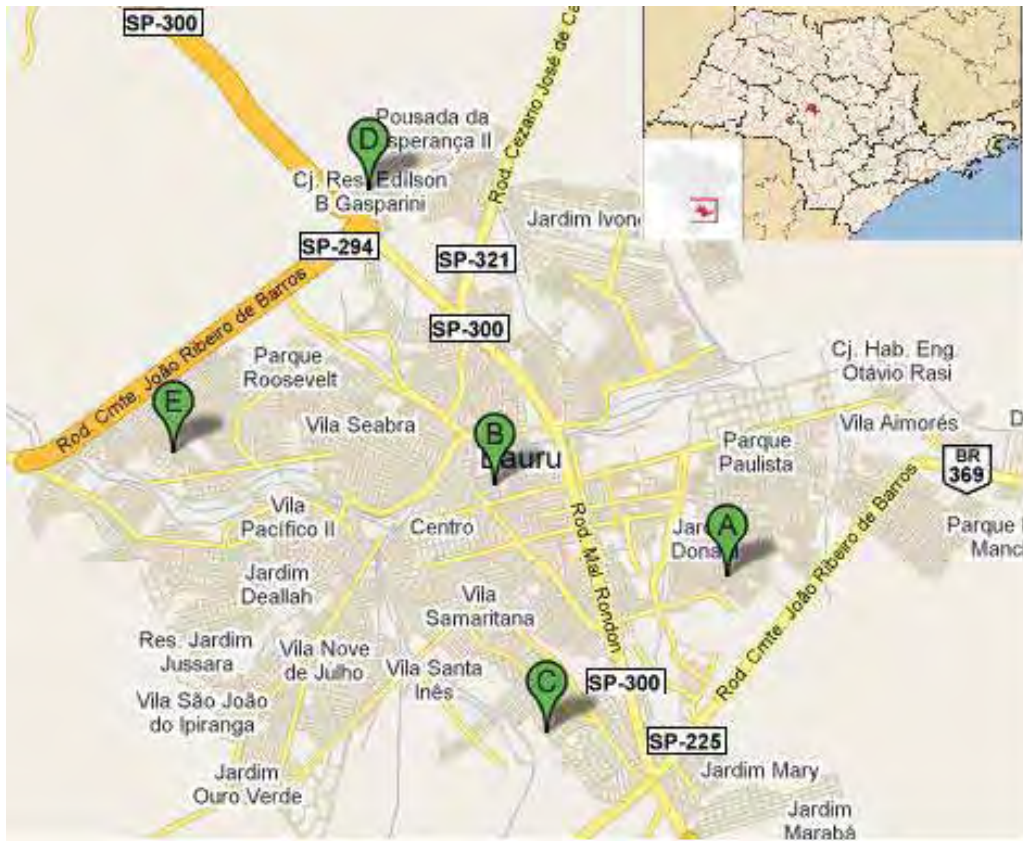 SP-300
Rod. Cezano José de Ca
Pousada da
sperança II
D
Cj. Res. Edilson
B Gasparini
Jardim Ivon
SP-294
SP-321
SP-300
Rod. Cmte. João Ribeiro de Barros
Parque
Roosevelt
Cj. Hab. Eng.
Otávio Rasi
E
Vila Seabra
B
Bauru
Vila Aimorés
D
Parque
Paulista
BR
369
Vila
Pacífico II
Centro
Rod. Mal. Rondon
A
Jar
Dona
Parque
Manc
Rod. Cmte. João Ribeiro de Barros
Jardim
Deallah
Vila
Samaritana
Res. Jardim
Jussara
Vila Nove
de Julho
Vila Santa
Inês
C
SP-300
Vila São João
do Ipiranga
SP-225
Jardim
Ouro Verde
Jardim Mary
Jardim
Marabá